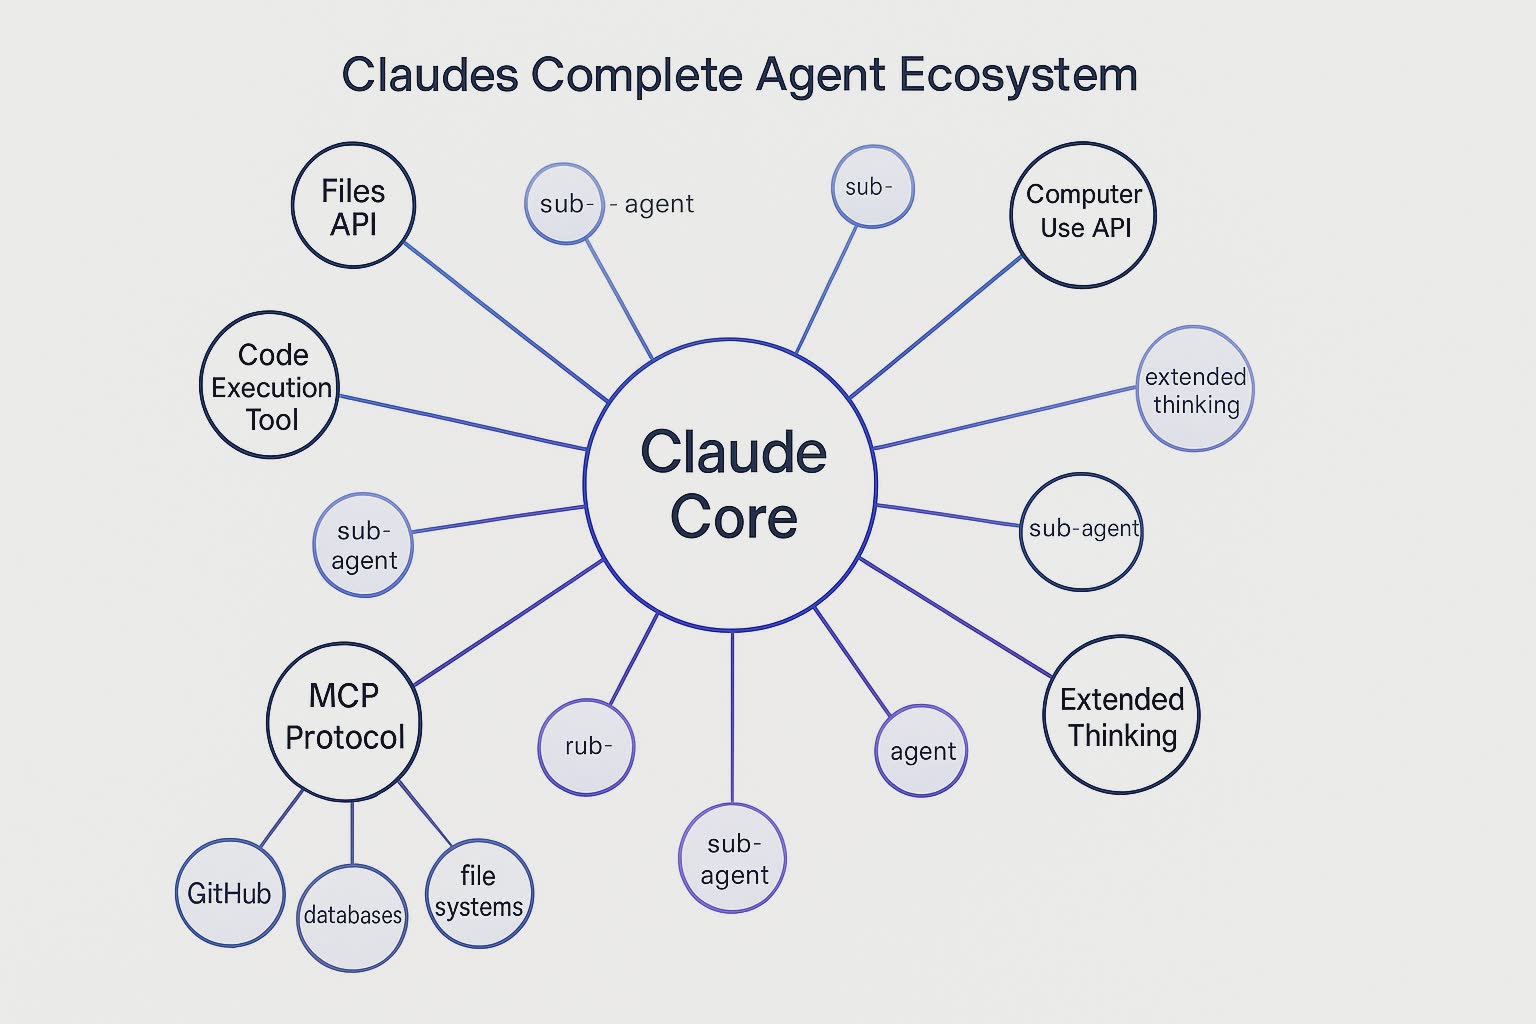 Claudes Complete Agent Ecosystem
Files
API
sub- - agent
sub-
Computer
Use API
Code
Execution
Tool
extended
thinking
Claude
Core
sub-
agent
sub-agent
MCP
Protocol
rub-
sub-
agent
agent
Extended
Thinking
GitHub
databases
file
systems